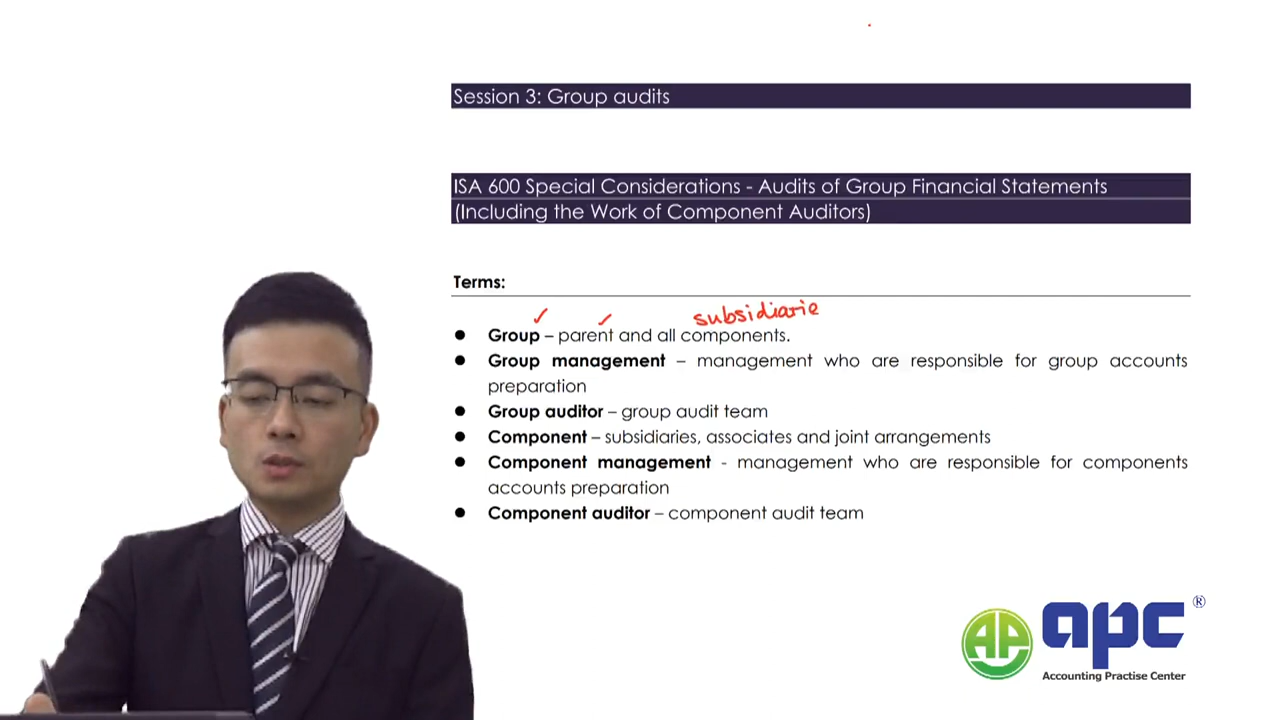 Session 3: Group audits
ISA 600 Special Considerations - Audits of Group Financial Statements
(Including the Work of Component Auditors)
Terms:
subsidiarie
● Group – parent and all components.
● Group management – management who are responsible for group accounts
preparation
● Group auditor – group audit team
● Component – subsidiaries, associates and joint arrangements
● Component management - management who are responsible for components
accounts preparation
● Component auditor – component audit team
AP apc ®
Accounting Practise Center